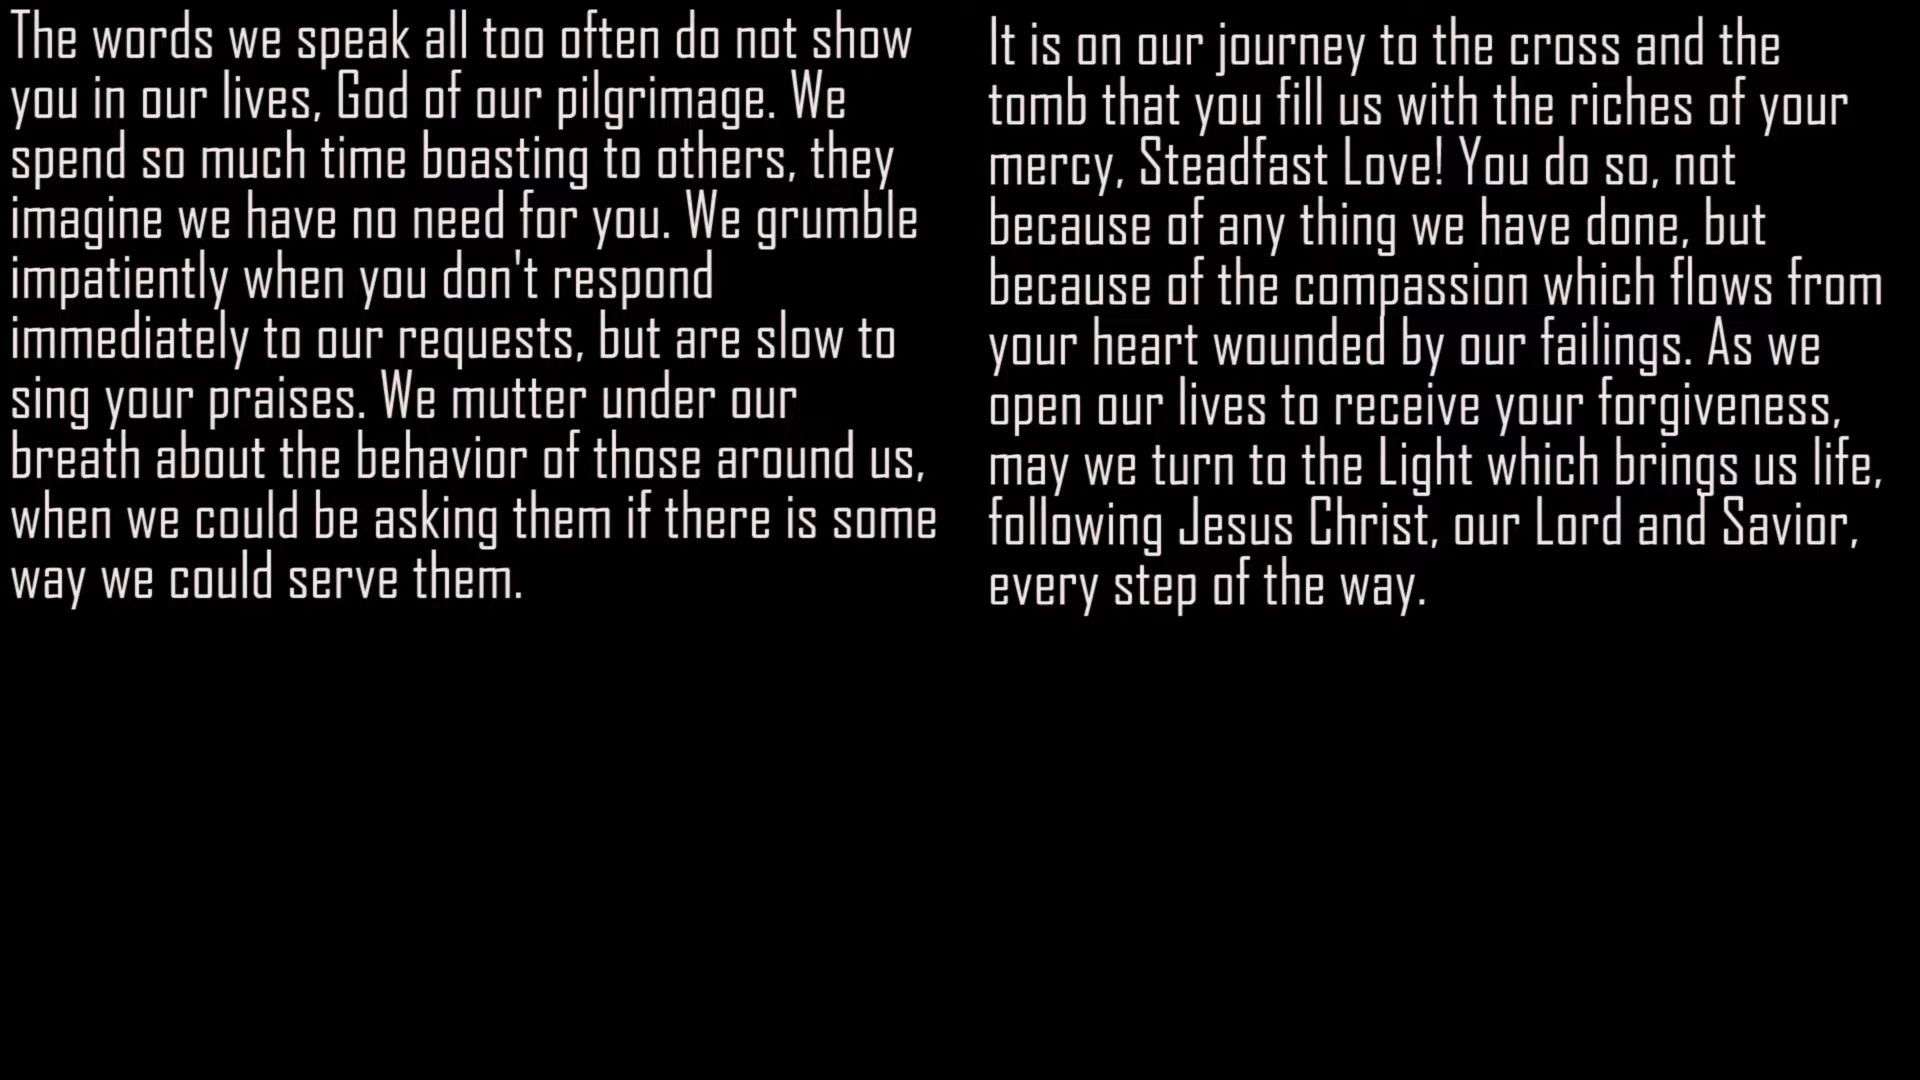 The words we speak all too often do not show
you in our lives, God of our pilgrimage. We
spend so much time boasting to others, they
imagine we have no need for you. We grumble
impatiently when you don't respond
immediately to our requests, but are slow to
sing your praises. We mutter under our
breath about the behavior of those around us,
when we could be asking them if there is some
way we could serve them.
It is on our journey to the cross and the
tomb that you fill us with the riches of your
mercy, Steadfast Love! You do so, not
because of any thing we have done, but
because of the compassion which flows from
your heart wounded by our failings. As we
open our lives to receive your forgiveness,
may we turn to the Light which brings us life,
following Jesus Christ, our Lord and Savior,
every step of the way.